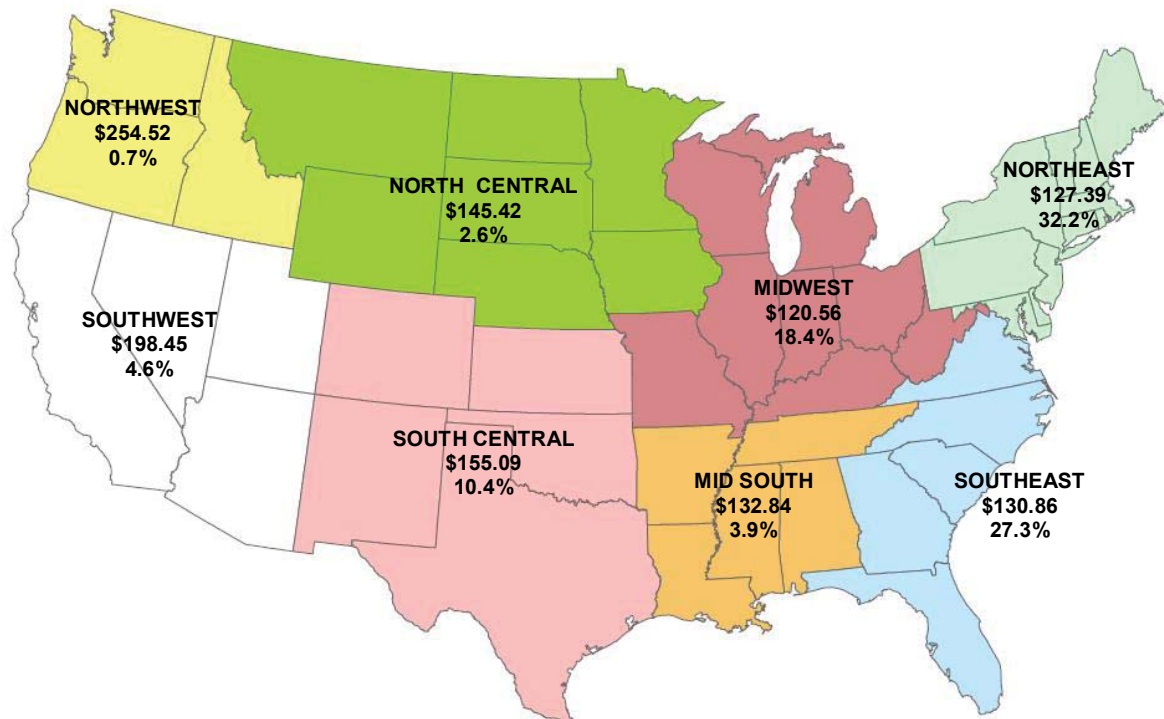 NORTHWEST
$254.52
0.7%
NORTH CENTRAL
$145.42
2.6%
NORTHEAST
$127.39
32.2%
SOUTHWEST
$198.45
4.6%
MIDWEST
$120.56
18.4%
SOUTH CENTRAL
$155.09
10.4%
MID SOUTH
$132.84
3.9%
SOUTHEAST
$130.86
27.3%